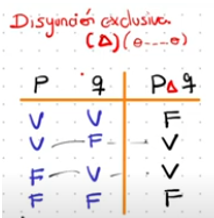 Disyunción exclusiva.
(Δ)(o----o)
P q P Δ q
V V F
V F V
F V V
F F F